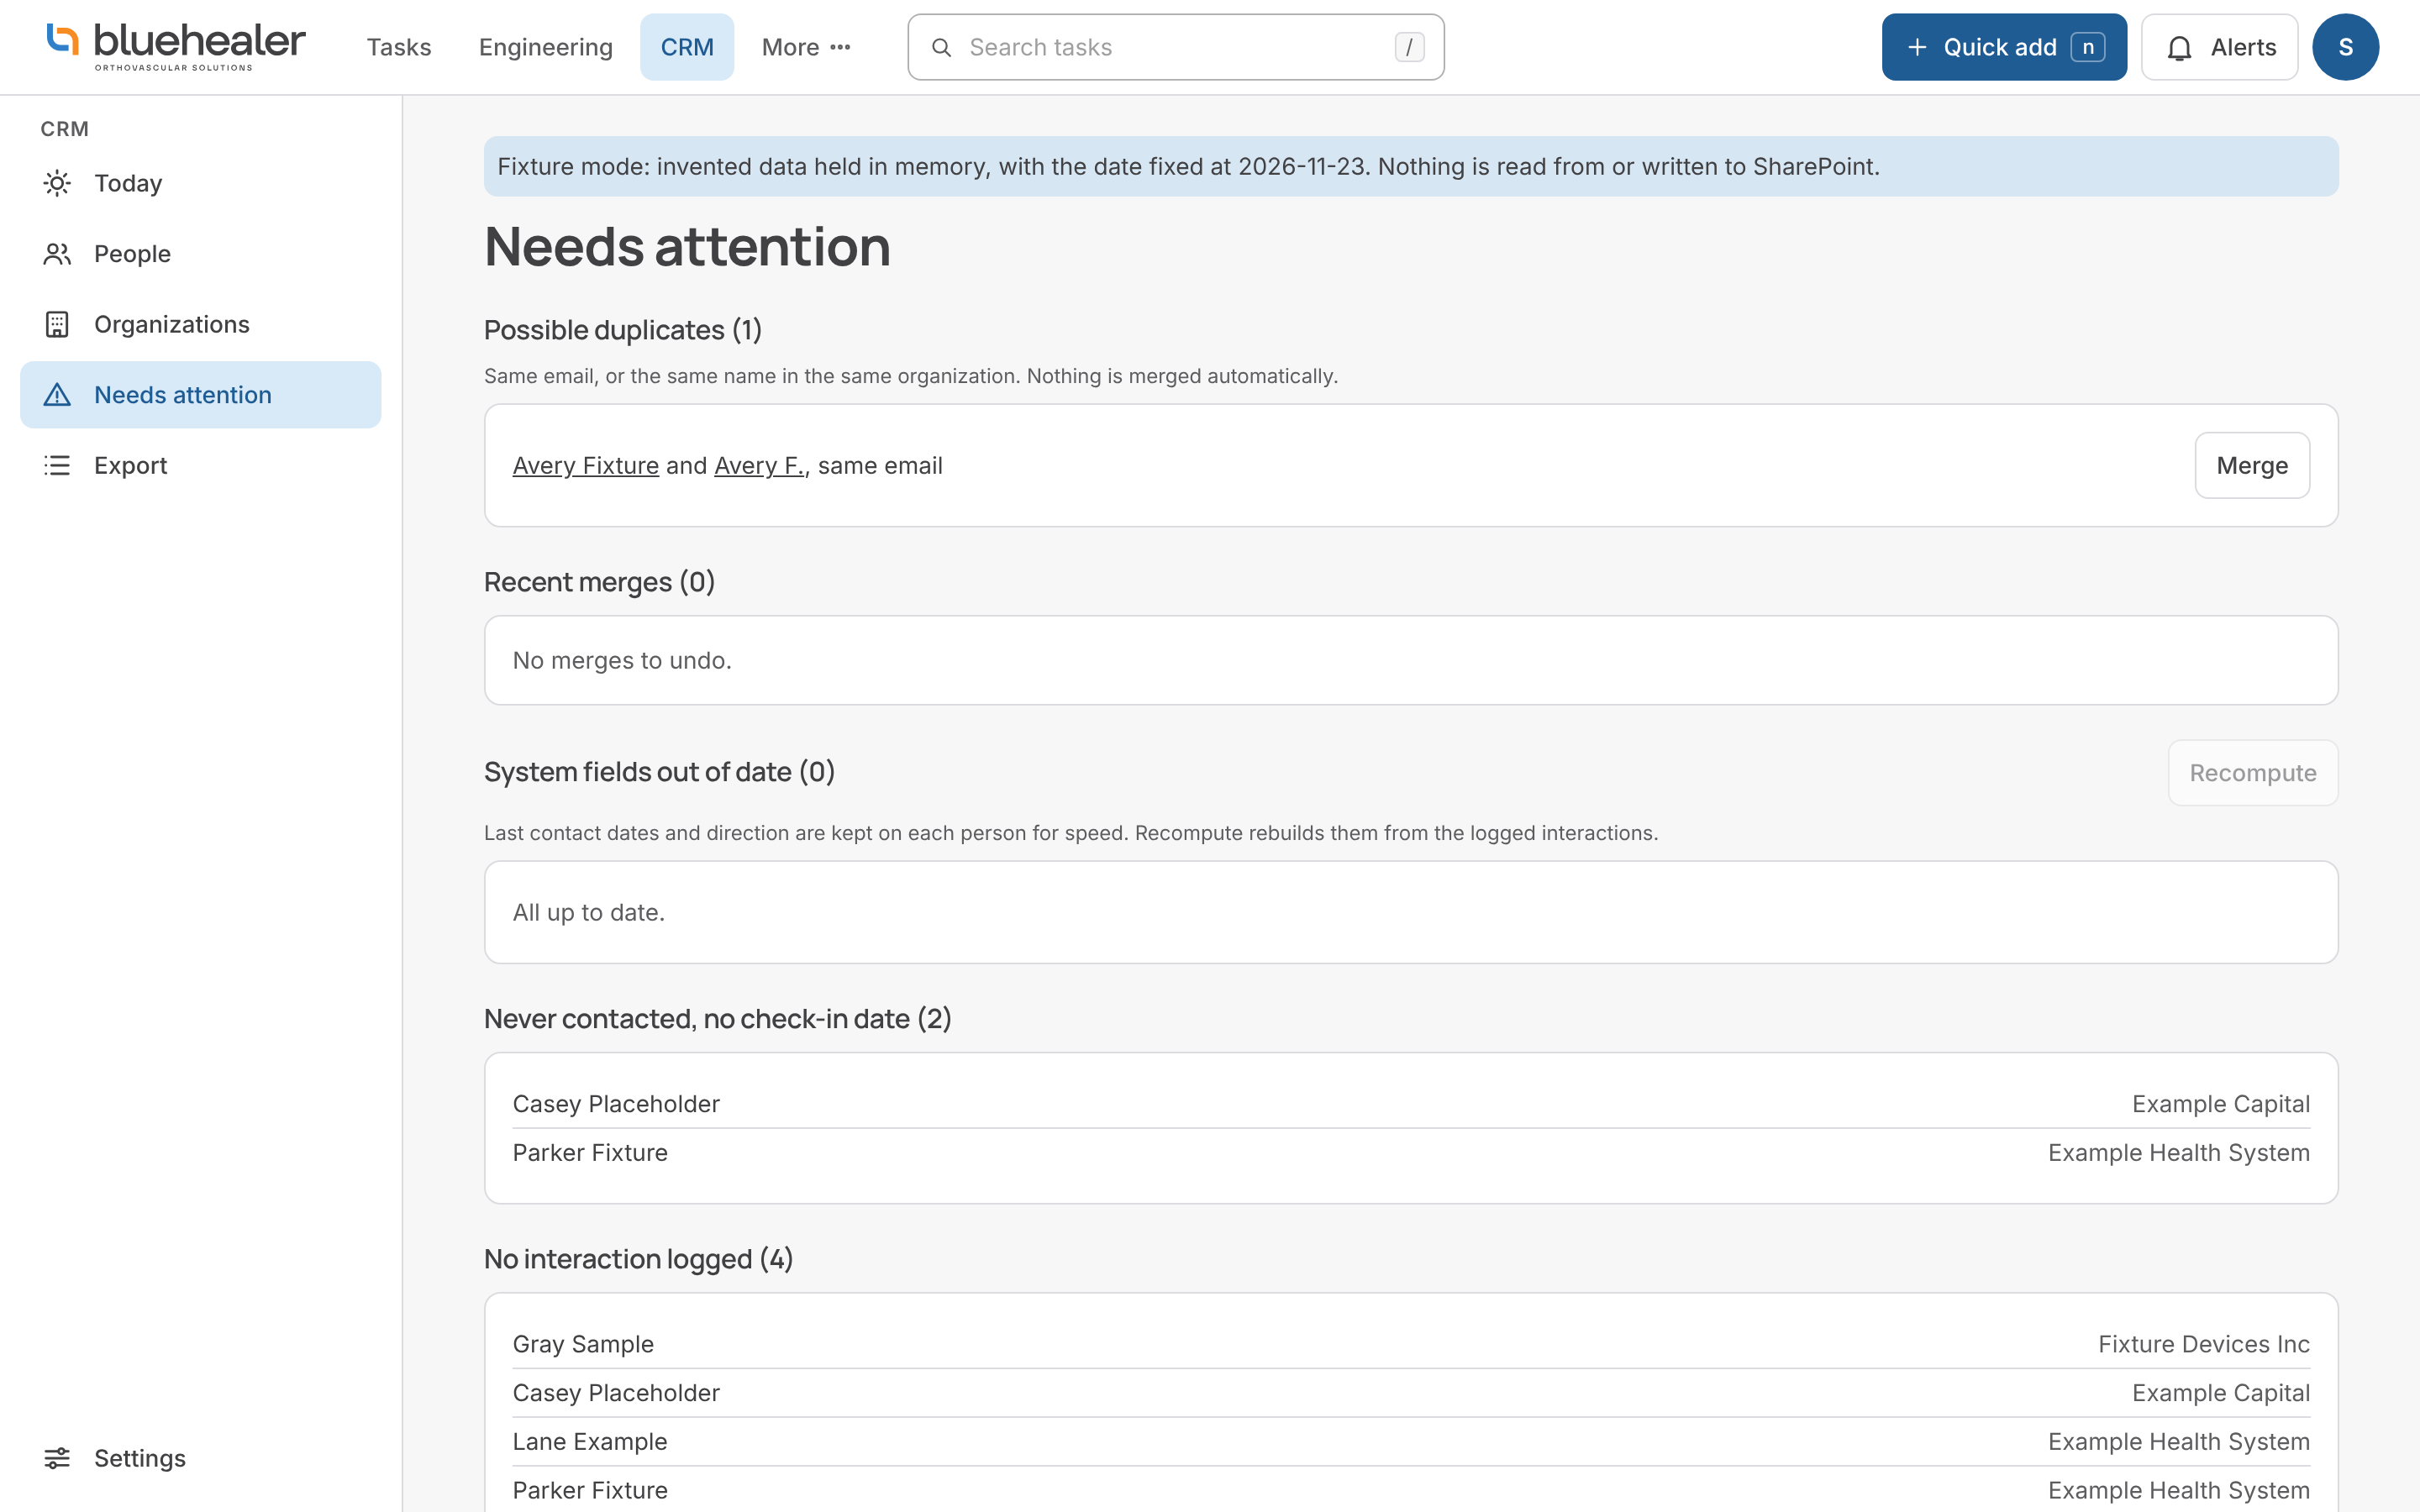 bluehealer
ORTHOVASCULAR SOLUTIONS
Tasks
Engineering
CRM
More
Search tasks
/
Quick add
n
Alerts
S
CRM
Today
People
Organizations
Needs attention
Export
Settings
Fixture mode: invented data held in memory, with the date fixed at 2026-11-23. Nothing is read from or written to SharePoint.
Needs attention
Possible duplicates (1)
Same email, or the same name in the same organization. Nothing is merged automatically.
Avery Fixture and Avery F., same email
Merge
Recent merges (0)
No merges to undo.
System fields out of date (0)
Recompute
Last contact dates and direction are kept on each person for speed. Recompute rebuilds them from the logged interactions.
All up to date.
Never contacted, no check-in date (2)
Casey Placeholder
Example Capital
Parker Fixture
Example Health System
No interaction logged (4)
Gray Sample
Fixture Devices Inc
Casey Placeholder
Example Capital
Lane Example
Example Health System
Parker Fixture
Example Health System